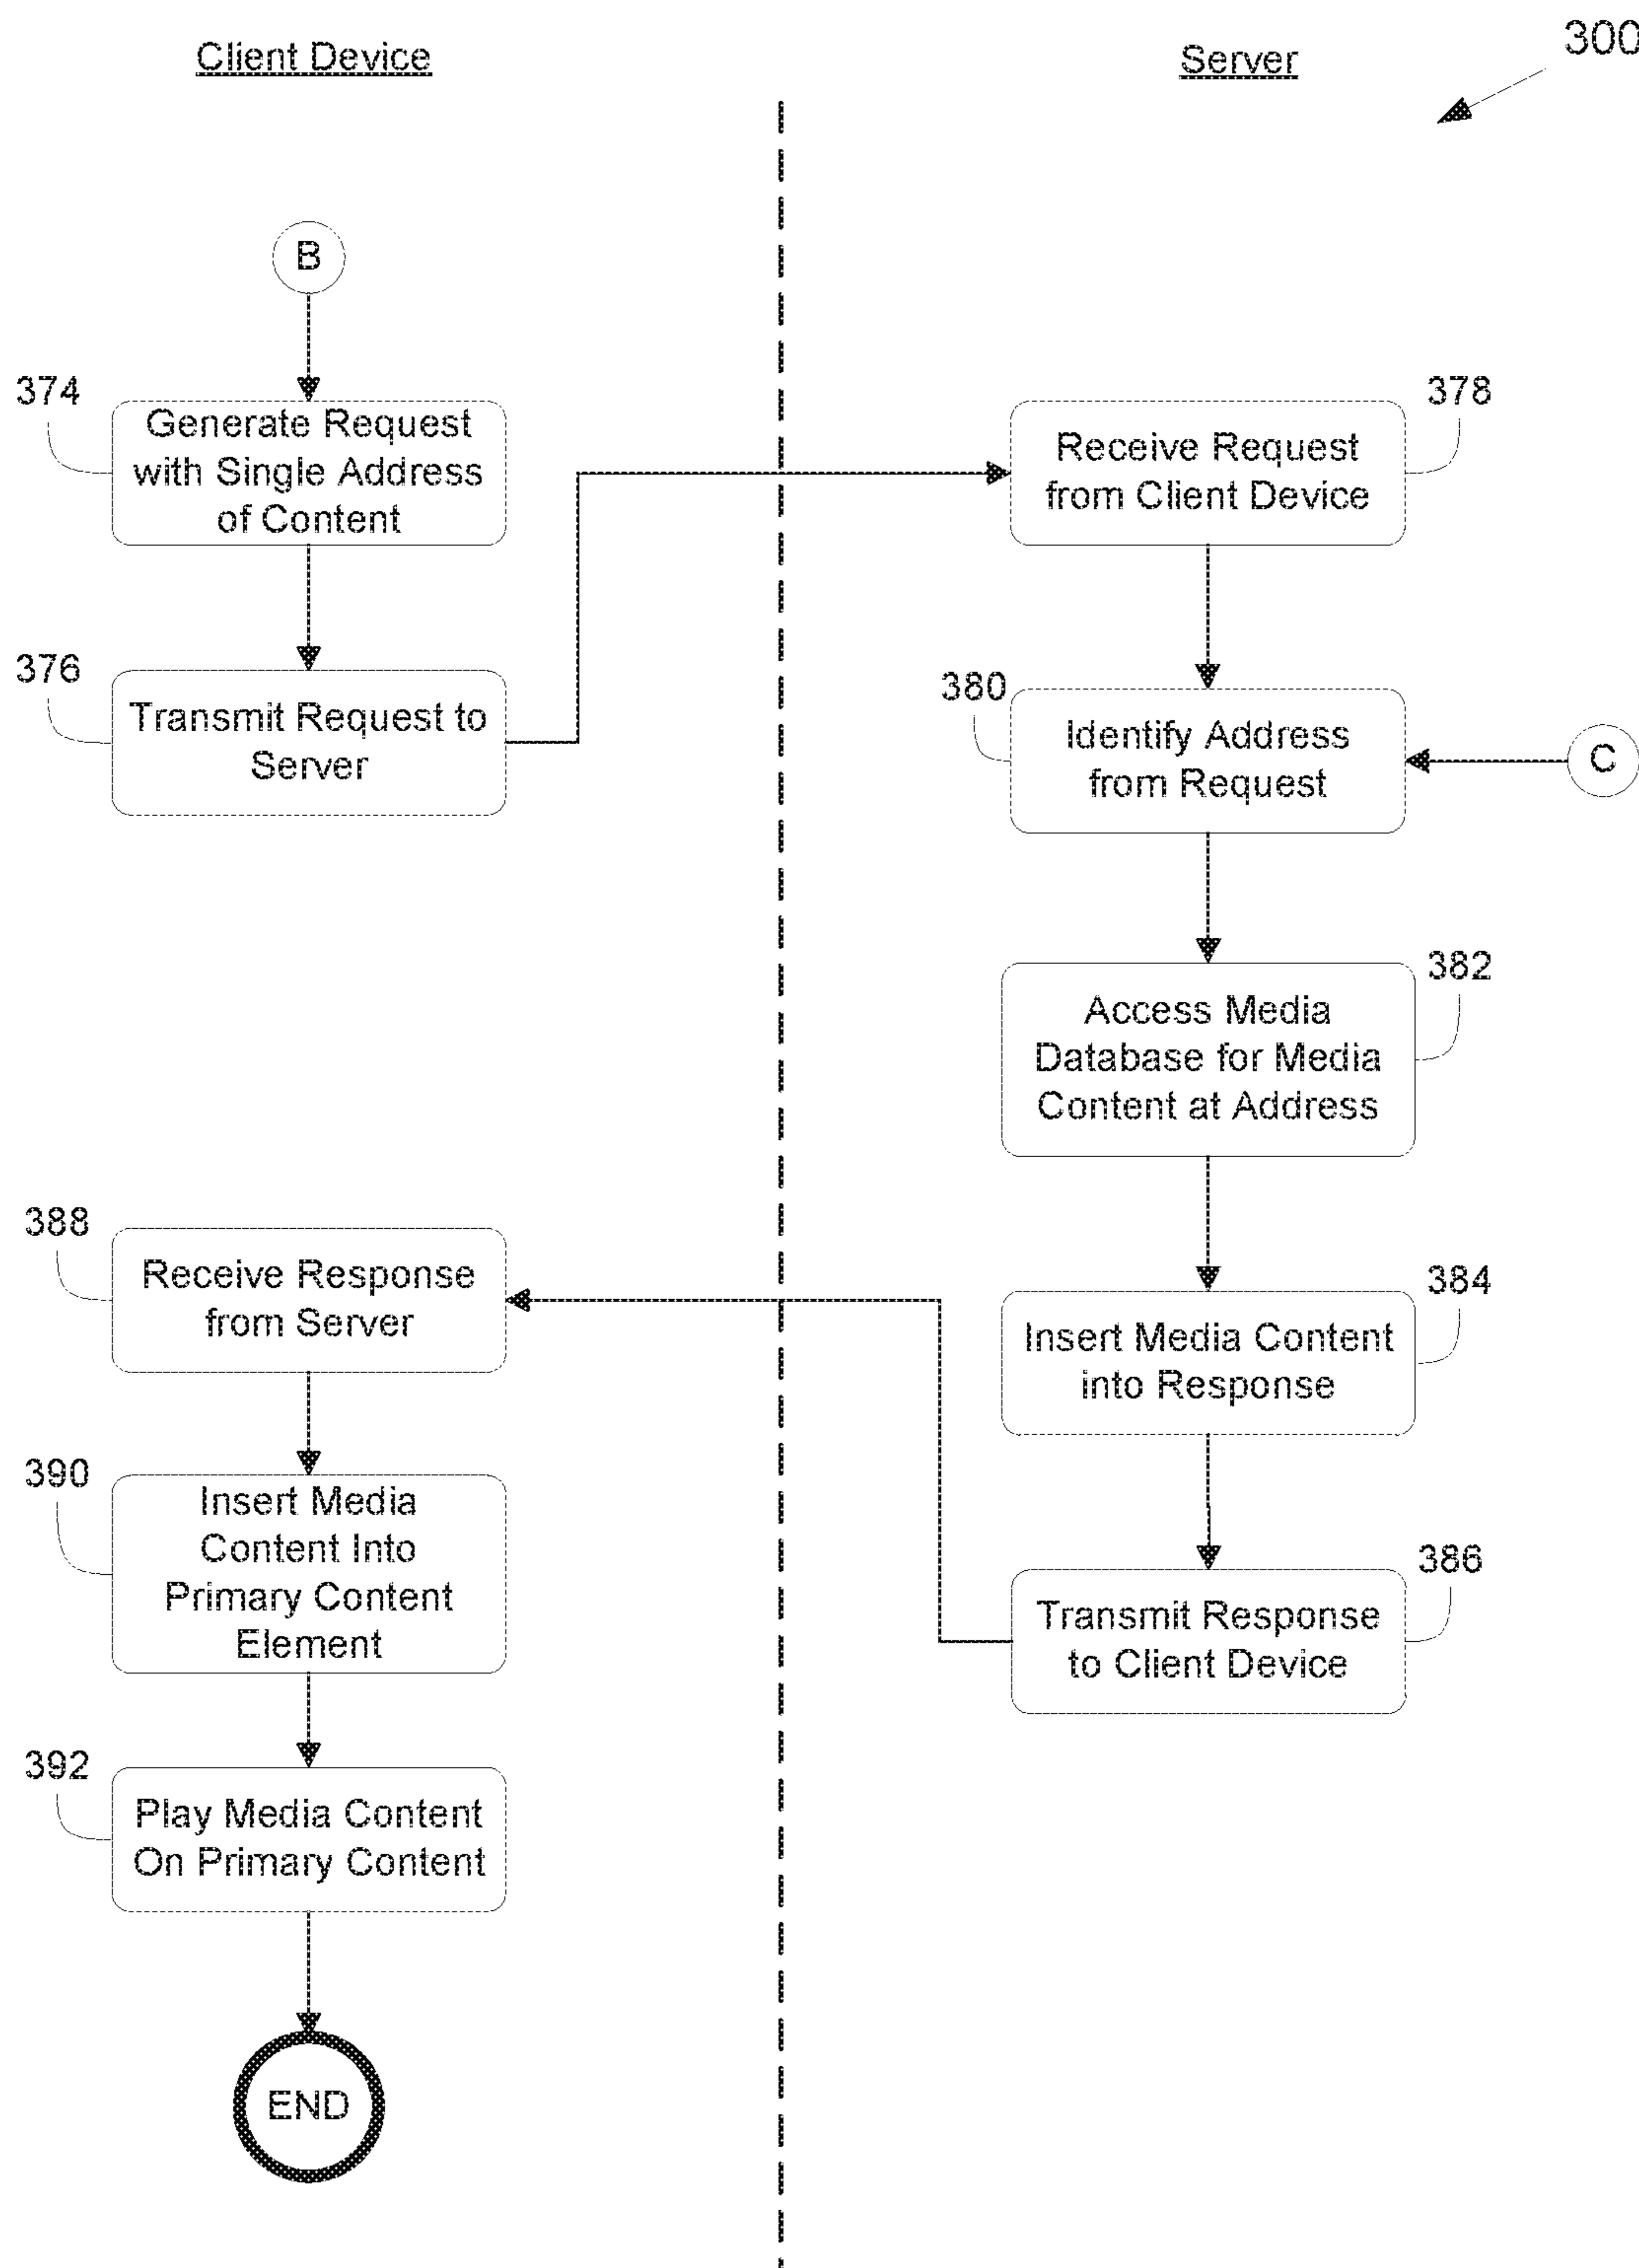 Client Device
Server
300
B
374
Generate Request
with Single Address
of Content
376
Transmit Request to
Server
378
Receive Request
from Client Device
380
Identify Address
from Request
C
382
Access Media
Database for Media
Content at Address
384
Insert Media Content
into Response
386
Transmit Response
to Client Device
388
Receive Response
from Server
390
Insert Media
Content Into
Primary Content
Element
392
Play Media Content
On Primary Content
END